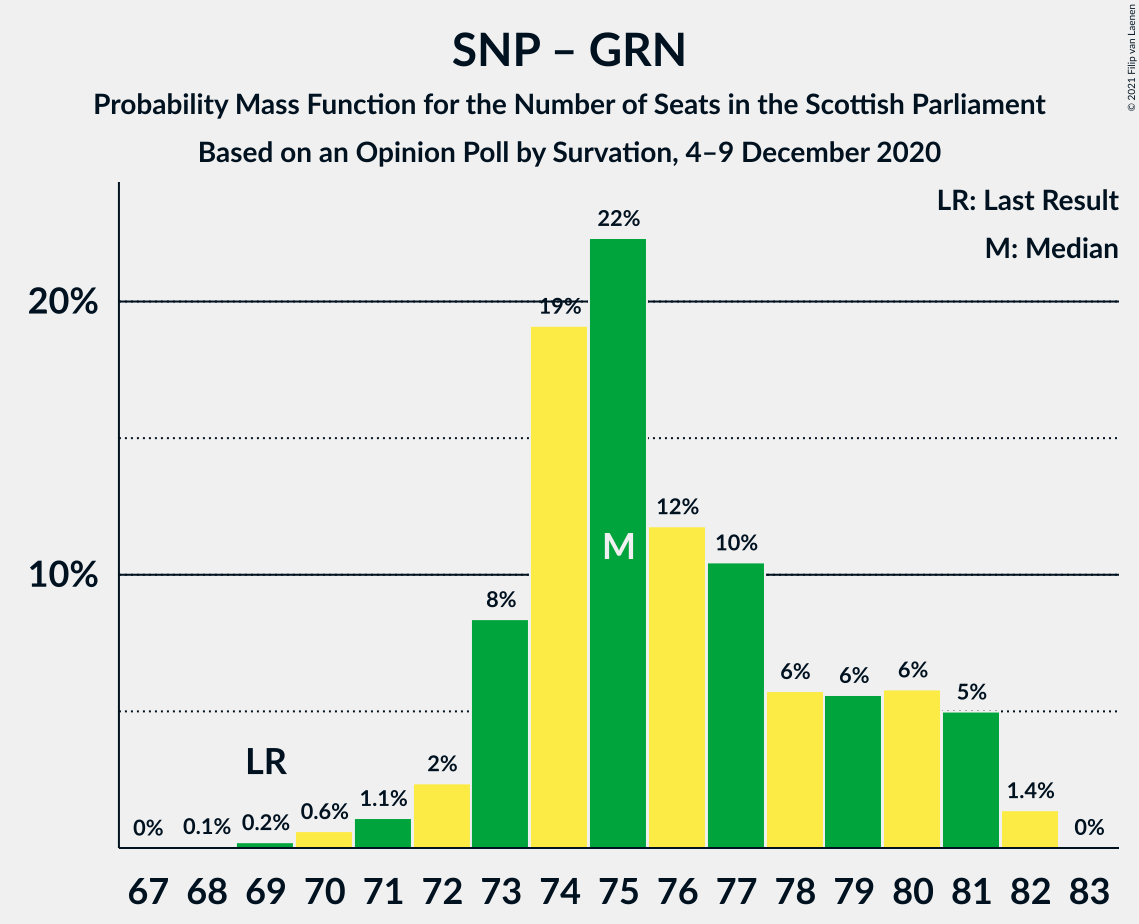 SNP – GRN
Probability Mass Function for the Number of Seats in the Scottish Parliament
Based on an Opinion Poll by Survation, 4–9 December 2020
© 2021 Filip van Laenen
LR: Last Result
M: Median
20%
10%
0%
0.1%
0.2%
0.6%
1.1%
2%
8%
19%
22%
12%
10%
6%
6%
6%
5%
1.4%
0%
LR
M
67 68 69 70 71 72 73 74 75 76 77 78 79 80 81 82 83